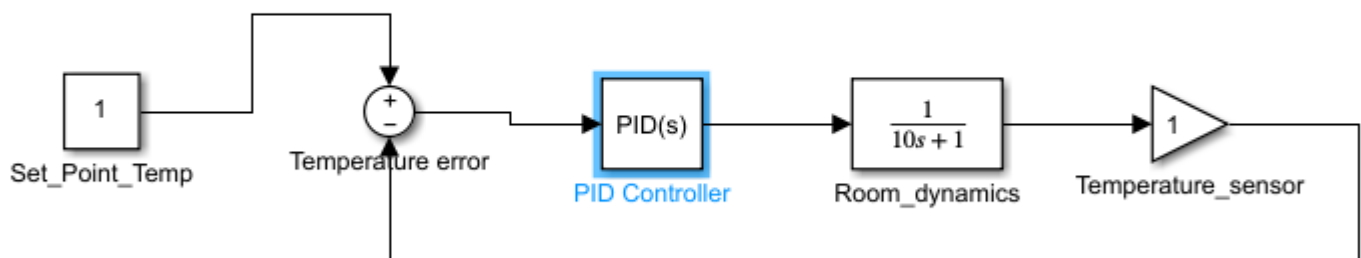 1
Set_Point_Temp
+
−
Temperature error
PID(s)
PID Controller
1
10s + 1
Room_dynamics
1
Temperature_sensor